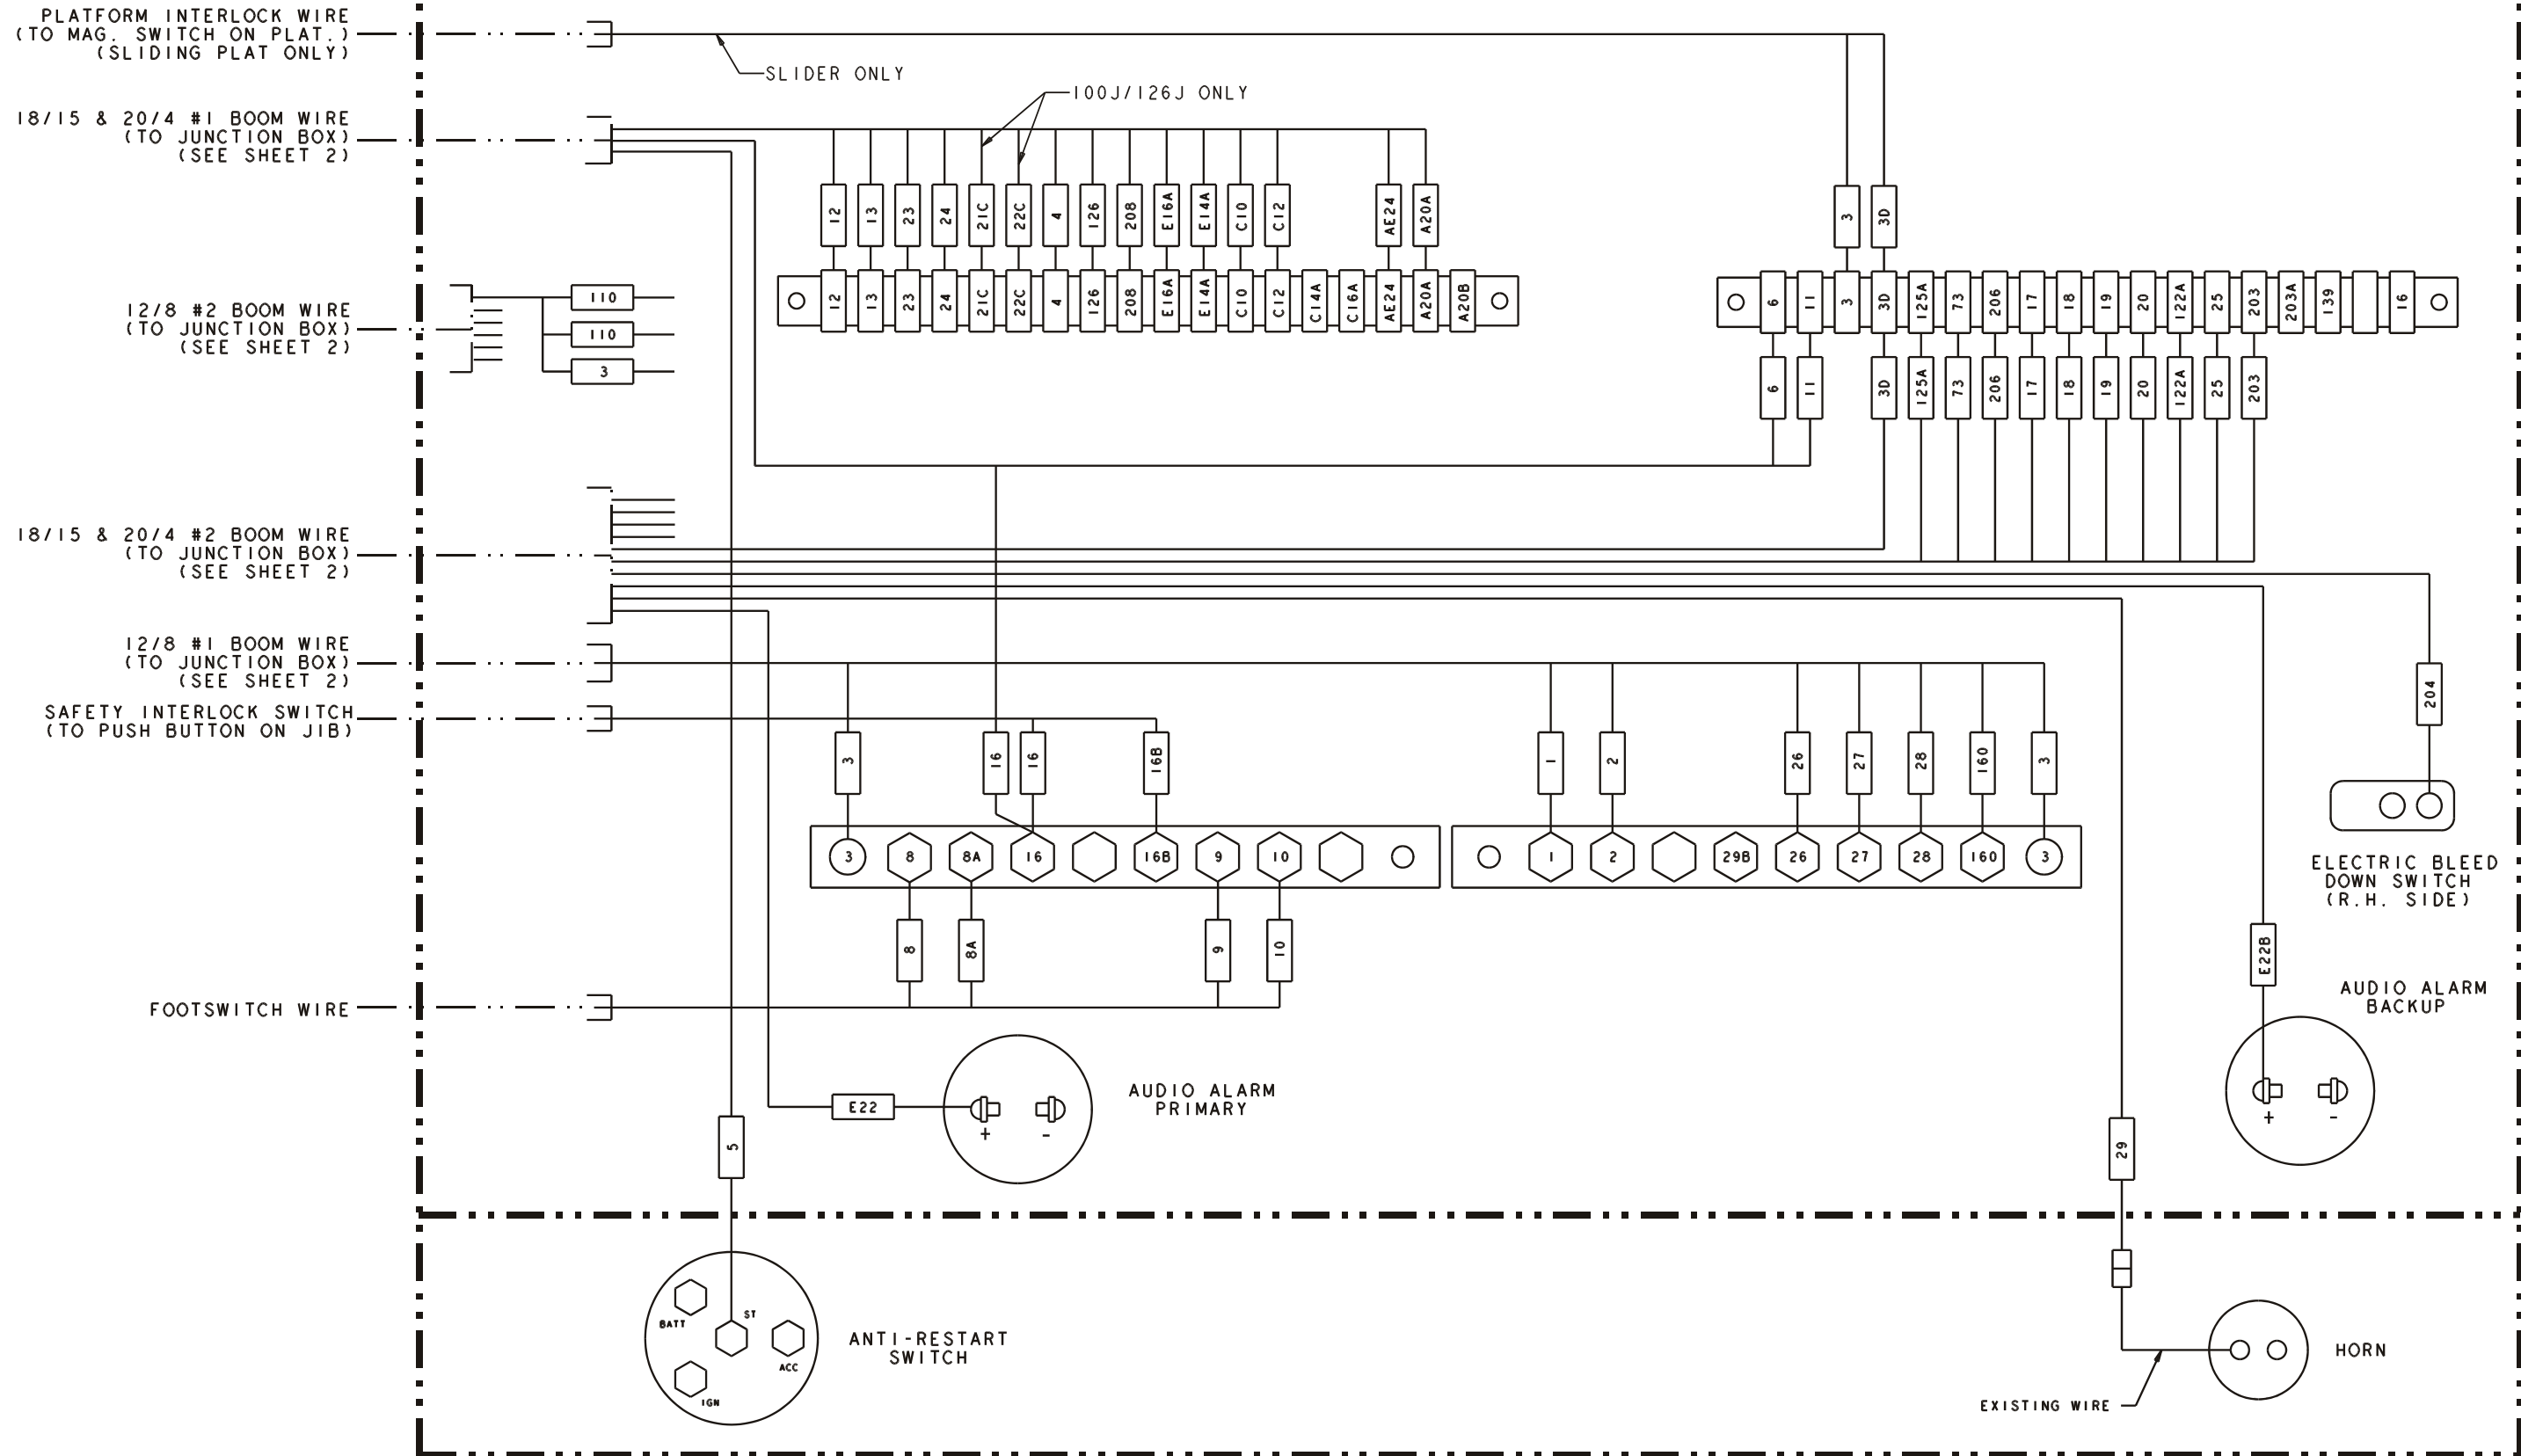 PLATFORM INTERLOCK WIRE
(TO MAG. SWITCH ON PLAT.)
(SLIDING PLAT ONLY)
SLIDER ONLY
100J/126J ONLY
18/15 & 20/4 #1 BOOM WIRE
(TO JUNCTION BOX)
(SEE SHEET 2)
12 13 23 24 21C 22C 4 126 208 E16A E14A C10 C12 AE24 A20A
3 3D
12 13 23 24 21C 22C 4 126 208 E16A E14A C10 C12 C14A C16A AE24 A20A A20B
6 11 3 3D 125A 73 206 17 18 19 20 122A 25 203 203A 139 16
12/8 #2 BOOM WIRE
(TO JUNCTION BOX)
(SEE SHEET 2)
110
110
3
6 11 3D 125A 73 206 17 18 19 20 122A 25 203
18/15 & 20/4 #2 BOOM WIRE
(TO JUNCTION BOX)
(SEE SHEET 2)
12/8 #1 BOOM WIRE
(TO JUNCTION BOX)
(SEE SHEET 2)
204
SAFETY INTERLOCK SWITCH
(TO PUSH BUTTON ON JIB)
3 16 16 16B
1 2 26 27 28 160 3
3 8 8A 16 16B 9 10
1 2 29B 26 27 28 160 3
ELECTRIC BLEED
DOWN SWITCH
(R.H. SIDE)
8 8A 9 10
E22B
FOOTSWITCH WIRE
AUDIO ALARM
BACKUP
+ -
E22
+ -
AUDIO ALARM
PRIMARY
5
29
BATT
ST
ACC
IGN
ANTI-RESTART
SWITCH
HORN
EXISTING WIRE